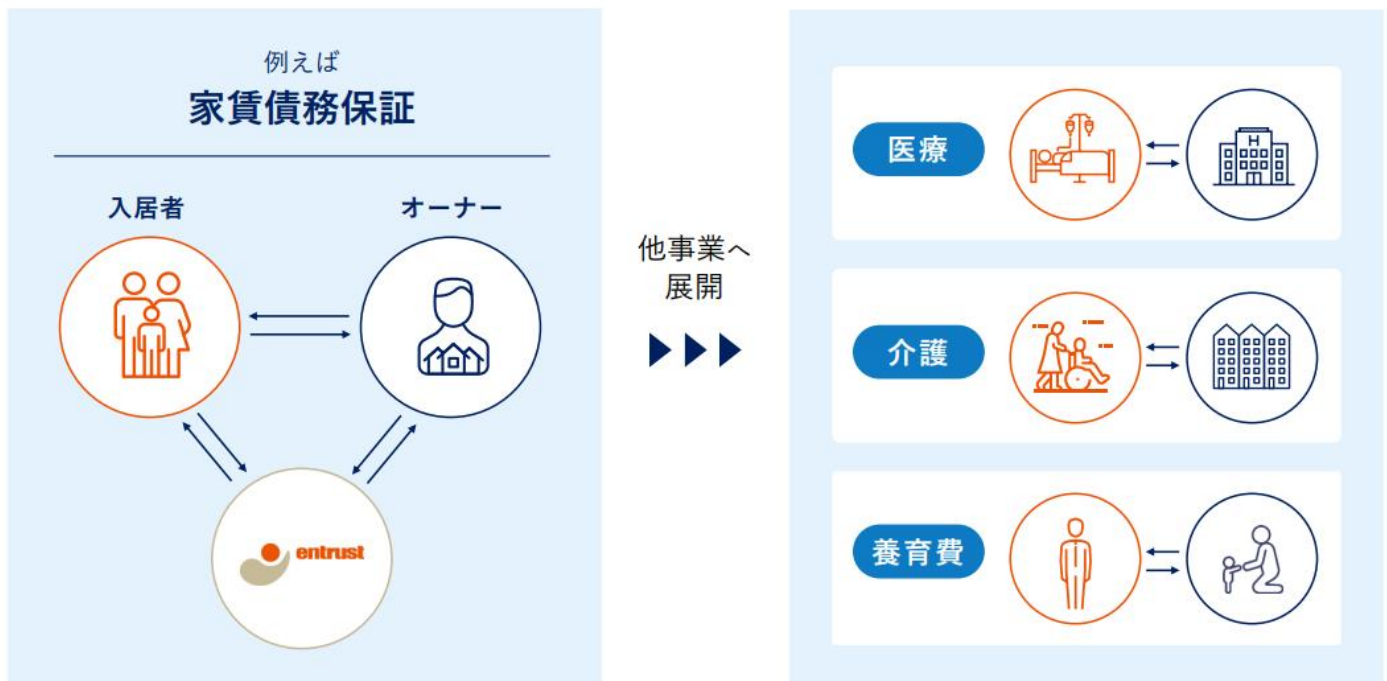 例えば
家賃債務保証
入居者
オーナー
entrust
他事業へ
展開
医療
H
介護
養育費